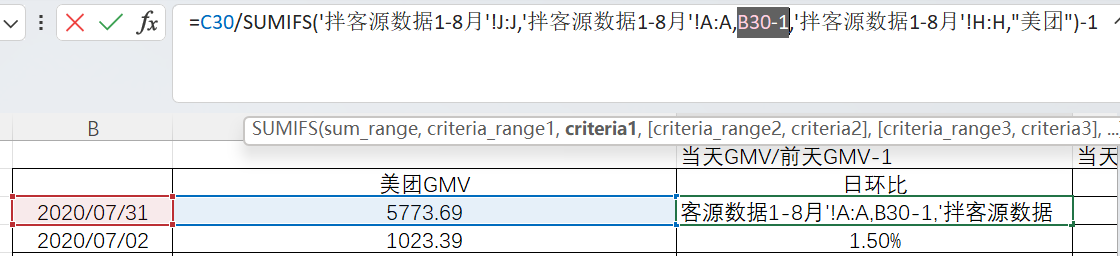 =C30/SUMIFS('拌客源数据1-8月'!J:J,'拌客源数据1-8月'!A:A,B30-1,'拌客源数据1-8月'!H:H,"美团")-1
B
SUMIFS(sum_range, criteria_range1, criteria1, [criteria_range2, criteria2], [criteria_range3, criteria3], ...
当天GMV/前天GMV-1 当天
美团GMV 日环比
2020/07/31 5773.69 客源数据1-8月'!A:A,B30-1,'拌客源数据
2020/07/02 1023.39 1.50%